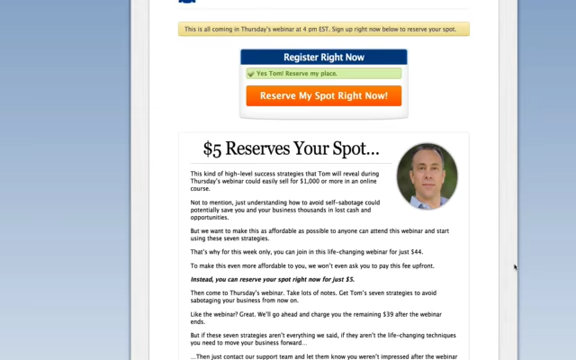 This is all coming in Thursday's webinar at 4 pm EST. Sign up right now below to reserve your spot.
Register Right Now
Yes Tom! Reserve my place.
Reserve My Spot Right Now!
$5 Reserves Your Spot...
This kind of high-level success strategies that Tom will reveal during
Thursday's webinar could easily sell for $1,000 or more in an online
course.
Not to mention, just understanding how to avoid self-sabotage could
potentially save you and your business thousands in lost cash and
opportunities.
But we want to make this as affordable as possible to anyone can attend this webinar and start
using these seven strategies.
That's why for this week only, you can join in this life-changing webinar for just $44.
To make this even more affordable to you, we won't even ask you to pay this fee upfront.
Instead, you can reserve your spot right now for just $5.
Then come to Thursday's webinar. Take lots of notes. Get Tom's seven strategies to avoid
sabotaging your business from now on.
Like the webinar? Great. We'll go ahead and charge you the remaining $39 after the webinar
ends.
But if these seven strategies aren't everything we said, if they aren't the life-changing techniques
you need to move your business forward...
...Then just contact our support team and let them know you weren't impressed after the webinar